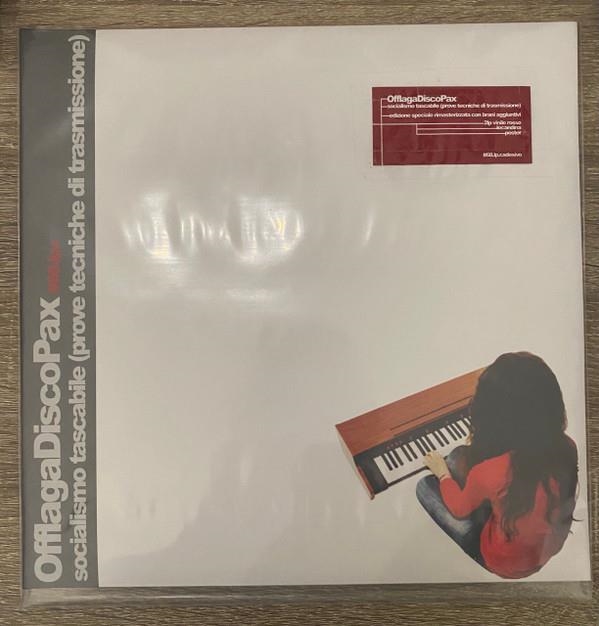 OfflagaDiscoPax
socialismo tascabile (prove tecniche di trasmissione)
OfflagaDiscoPax
socialismo tascabile (prove tecniche di trasmissione)
edizione speciale rimasterizzata con brani aggiuntivi
2lp vinile rosso
locandina
poster